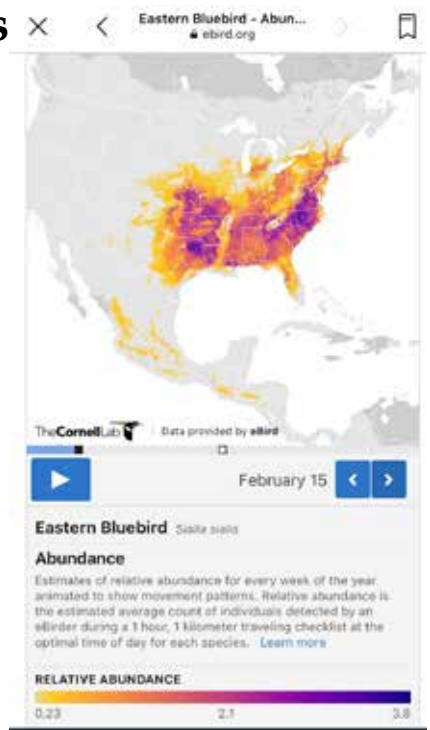 s
Eastern Bluebird - Abun...
ebird.org
TheCornellLab
Data provided by eBird
February 15
Eastern Bluebird Sialia sialis
Abundance
Estimates of relative abundance for every week of the year
animated to show movement patterns. Relative abundance is
the estimated average count of individuals detected by an
eBirder during a 1 hour, 1 kilometer traveling checklist at the
optimal time of day for each species. Learn more
RELATIVE ABUNDANCE
0.23 2.1 3.8